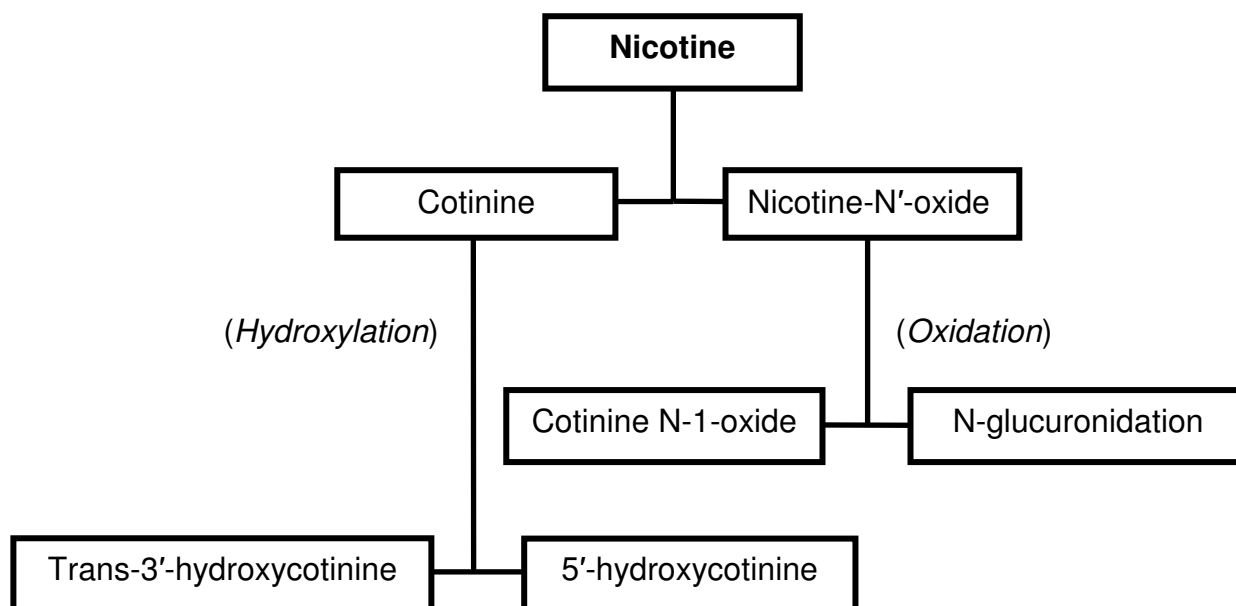 Nicotine
Cotinine
Nicotine-N′-oxide
(Hydroxylation)
(Oxidation)
Cotinine N-1-oxide
N-glucuronidation
Trans-3′-hydroxycotinine
5′-hydroxycotinine